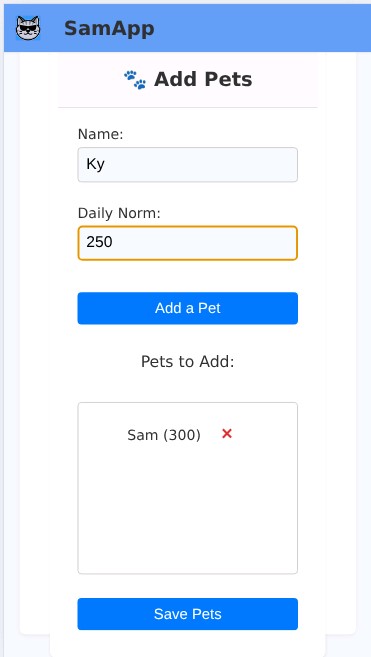 SamApp
🐾 Add Pets
Name:
Ky
Daily Norm:
250
Add a Pet
Pets to Add:
Sam (300) ×
Save Pets